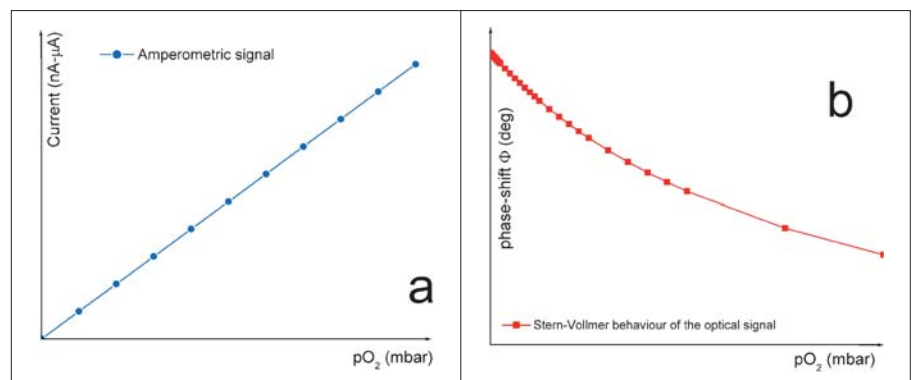 Amperometric signal
Current (nA-µA)
a
pO2 (mbar)
b
phase-shift Φ (deg)
Stern-Vollmer behaviour of the optical signal
pO2 (mbar)